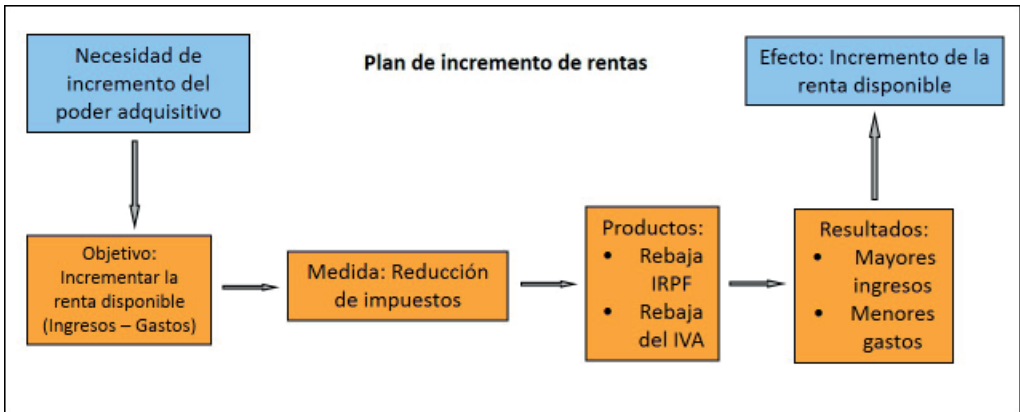 Plan de incremento de rentas
Necesidad de
incremento del
poder adquisitivo
Objetivo:
Incrementar la
renta disponible
(Ingresos – Gastos)
Medida: Reducción
de impuestos
Productos:
• Rebaja
IRPF
• Rebaja
del IVA
Resultados:
• Mayores
ingresos
• Menores
gastos
Efecto: Incremento de la
renta disponible